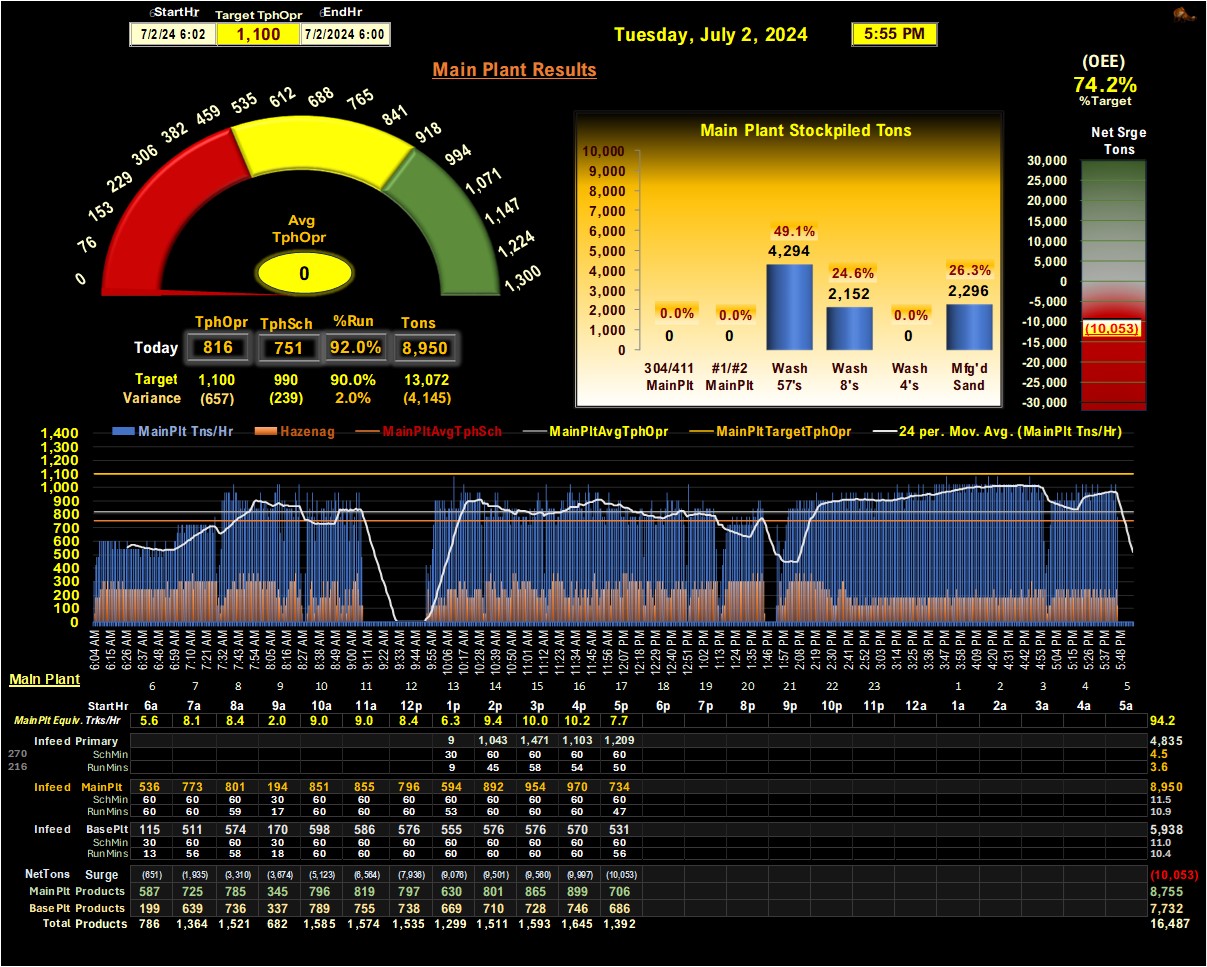 StartHr Target TphOpr EndHr
7/2/24 6:02 1,100 7/2/2024 6:00
Tuesday, July 2, 2024 5:55 PM
Main Plant Results
(OEE)
74.2%
%Target
0 76 153 229 306 382 459 535 612 688 765 841 918 994 1,071 1,147 1,224 1,300
Avg
TphOpr
0
TphOpr TphSch %Run Tons
Today 816 751 92.0% 8,950
Target 1,100 990 90.0% 13,072
Variance (657) (239) 2.0% (4,145)
Main Plant Stockpiled Tons
10,000
9,000
8,000
7,000
6,000
5,000
4,000
3,000
2,000
1,000
0
0.0% 0.0% 49.1% 24.6% 0.0% 26.3%
0 0 4,294 2,152 0 2,296
304/411 #1/#2 Wash Wash Wash Mfg'd
MainPlt MainPlt 57's 8's 4's Sand
Net Srge
Tons
30,000
25,000
20,000
15,000
10,000
5,000
0
-5,000
-10,000
(10,053)
-15,000
-20,000
-25,000
-30,000
MainPlt Tns/Hr Hazenag MainPltAvgTphSch MainPltAvgTphOpr MainPltTargetTphOpr 24 per. Mov. Avg. (MainPlt Tns/Hr)
1,400
1,300
1,200
1,100
1,000
900
800
700
600
500
400
300
200
100
0
6:04 AM 6:15 AM 6:26 AM 6:37 AM 6:48 AM 6:59 AM 7:10 AM 7:21 AM 7:32 AM 7:43 AM 7:54 AM 8:05 AM 8:16 AM 8:27 AM 8:38 AM 8:49 AM 9:00 AM 9:11 AM 9:22 AM 9:33 AM 9:44 AM 9:55 AM 10:06 AM 10:17 AM 10:28 AM 10:39 AM 10:50 AM 11:01 AM 11:12 AM 11:23 AM 11:34 AM 11:45 AM 11:56 AM 12:07 PM 12:18 PM 12:29 PM 12:40 PM 12:51 PM 1:02 PM 1:13 PM 1:24 PM 1:35 PM 1:46 PM 1:57 PM 2:08 PM 2:19 PM 2:30 PM 2:41 PM 2:52 PM 3:03 PM 3:14 PM 3:25 PM 3:36 PM 3:47 PM 3:58 PM 4:09 PM 4:20 PM 4:31 PM 4:42 PM 4:53 PM 5:04 PM 5:15 PM 5:26 PM 5:37 PM 5:48 PM
Main Plant
6 7 8 9 10 11 12 13 14 15 16 17 18 19 20 21 22 23 1 2 3 4 5
StartHr 6a 7a 8a 9a 10a 11a 12p 1p 2p 3p 4p 5p 6p 7p 8p 9p 10p 11p 12a 1a 2a 3a 4a 5a
MainPlt Equiv. Trks/Hr 5.6 8.1 8.4 2.0 9.0 9.0 8.4 6.3 9.4 10.0 10.2 7.7 94.2
Infeed Primary 9 1,043 1,471 1,103 1,209 4,835
270 SchMin 30 60 60 60 60 4.5
216 RunMins 9 45 58 54 50 3.6
Infeed MainPlt 536 773 801 194 851 855 796 594 892 954 970 734 8,950
SchMin 60 60 60 30 60 60 60 60 60 60 60 60 11.5
RunMins 60 60 59 17 60 60 60 53 60 60 60 47 10.9
Infeed BasePlt 115 511 574 170 598 586 576 555 576 576 570 531 5,938
SchMin 30 60 60 30 60 60 60 60 60 60 60 60 11.0
RunMins 13 56 58 18 60 60 60 60 60 60 60 56 10.4
NetTons Surge (651) (1,935) (3,310) (3,674) (5,123) (6,564) (7,936) (9,076) (9,501) (9,560) (9,997) (10,053) (10,053)
MainPlt Products 587 725 785 345 796 819 797 630 801 865 899 706 8,755
BasePlt Products 199 639 736 337 789 755 738 669 710 728 746 686 7,732
Total Products 786 1,364 1,521 682 1,585 1,574 1,535 1,299 1,511 1,593 1,645 1,392 16,487